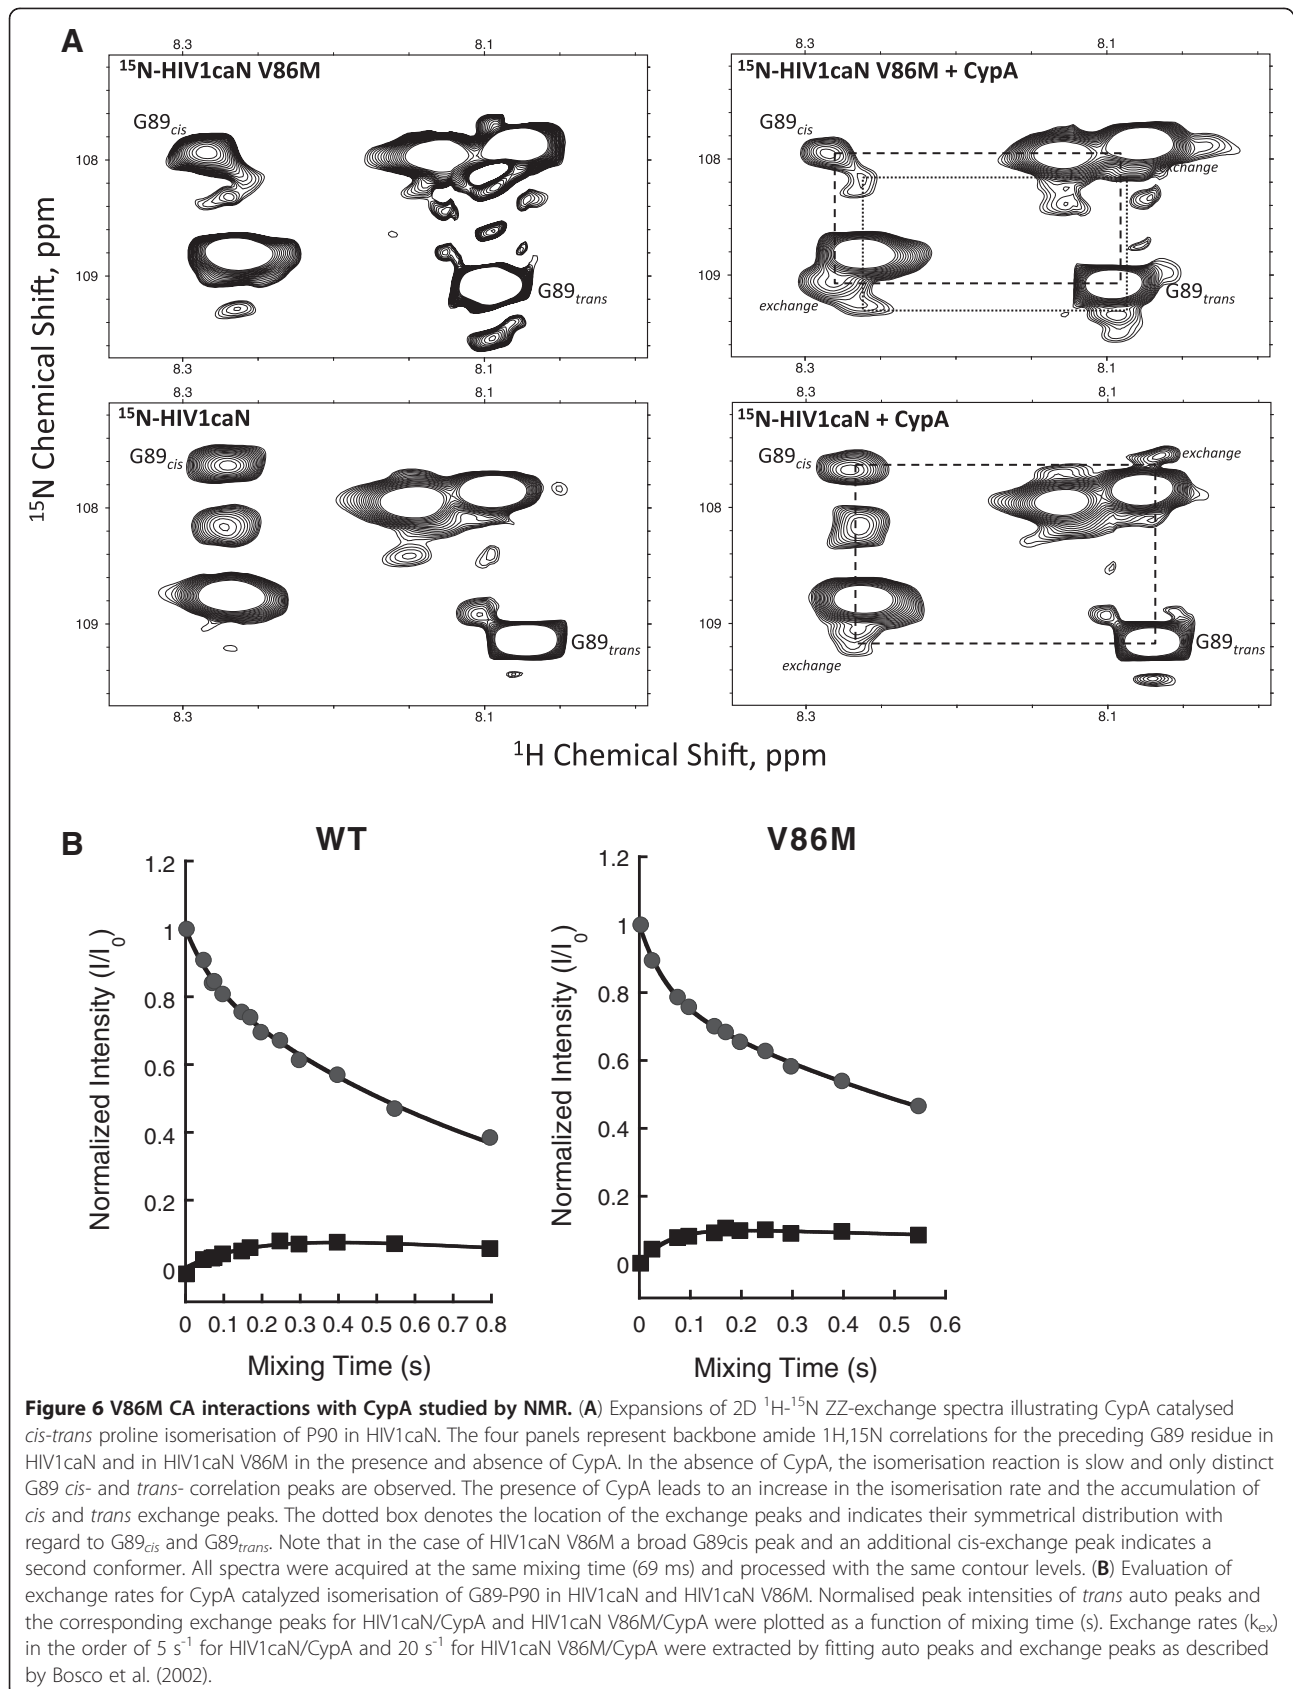 A
8.3 8.1
¹⁵N-HIV1caN V86M
G89cis
108
109
G89trans
8.3 8.1
8.3 8.1
¹⁵N-HIV1caN V86M + CypA
G89cis
108
exchange
109
exchange
G89trans
8.3 8.1
¹⁵N Chemical Shift, ppm
8.3 8.1
¹⁵N-HIV1caN
G89cis
108
109
G89trans
8.3 8.1
8.3 8.1
¹⁵N-HIV1caN + CypA
G89cis
exchange
108
109
exchange
G89trans
8.3 8.1
¹H Chemical Shift, ppm
B
WT
1.2
1
0.8
0.6
0.4
0.2
0
Normalized Intensity (I/I₀)
0 0.1 0.2 0.3 0.4 0.5 0.6 0.7 0.8
Mixing Time (s)
V86M
1.2
1
0.8
0.6
0.4
0.2
0
Normalized Intensity (I/I₀)
0 0.1 0.2 0.3 0.4 0.5 0.6
Mixing Time (s)
Figure 6 V86M CA interactions with CypA studied by NMR. (A) Expansions of 2D ¹H-¹⁵N ZZ-exchange spectra illustrating CypA catalysed
cis-trans proline isomerisation of P90 in HIV1caN. The four panels represent backbone amide 1H,15N correlations for the preceding G89 residue in
HIV1caN and in HIV1caN V86M in the presence and absence of CypA. In the absence of CypA, the isomerisation reaction is slow and only distinct
G89 cis- and trans- correlation peaks are observed. The presence of CypA leads to an increase in the isomerisation rate and the accumulation of
cis and trans exchange peaks. The dotted box denotes the location of the exchange peaks and indicates their symmetrical distribution with
regard to G89cis and G89trans. Note that in the case of HIV1caN V86M a broad G89cis peak and an additional cis-exchange peak indicates a
second conformer. All spectra were acquired at the same mixing time (69 ms) and processed with the same contour levels. (B) Evaluation of
exchange rates for CypA catalyzed isomerisation of G89-P90 in HIV1caN and HIV1caN V86M. Normalised peak intensities of trans auto peaks and
the corresponding exchange peaks for HIV1caN/CypA and HIV1caN V86M/CypA were plotted as a function of mixing time (s). Exchange rates (kex)
in the order of 5 s⁻¹ for HIV1caN/CypA and 20 s⁻¹ for HIV1caN V86M/CypA were extracted by fitting auto peaks and exchange peaks as described
by Bosco et al. (2002).